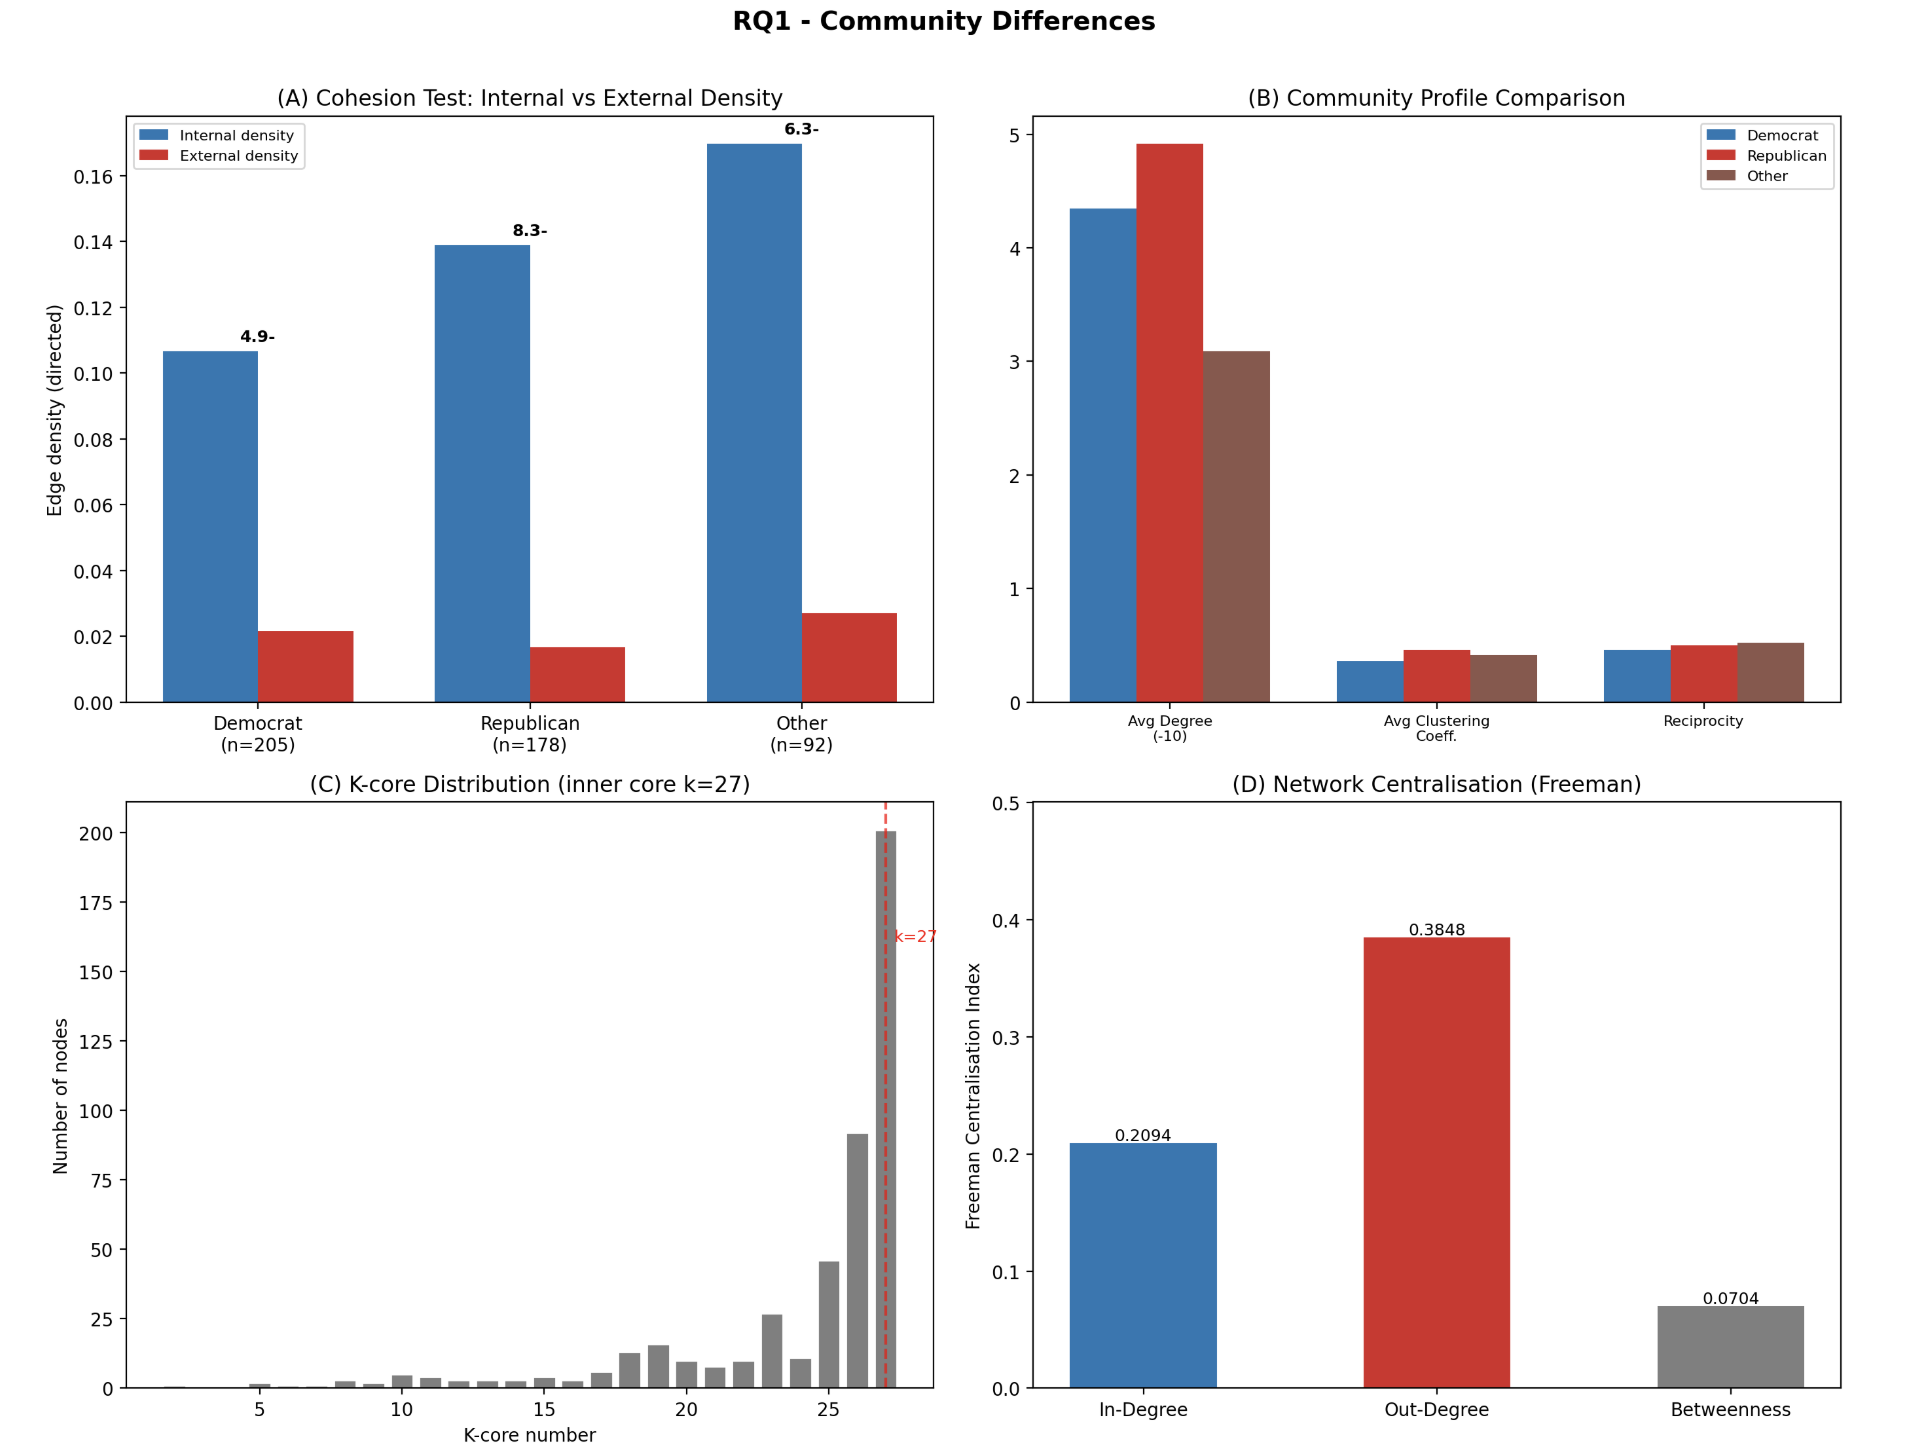 RQ1 - Community Differences
(A) Cohesion Test: Internal vs External Density
Internal density
External density
4.9-
8.3-
6.3-
Edge density (directed)
0.16
0.14
0.12
0.10
0.08
0.06
0.04
0.02
0.00
Democrat
(n=205)
Republican
(n=178)
Other
(n=92)
(B) Community Profile Comparison
Democrat
Republican
Other
5
4
3
2
1
0
Avg Degree
(-10)
Avg Clustering
Coeff.
Reciprocity
(C) K-core Distribution (inner core k=27)
k=27
Number of nodes
200
175
150
125
100
75
50
25
0
5
10
15
20
25
K-core number
(D) Network Centralisation (Freeman)
Freeman Centralisation Index
0.5
0.4
0.3
0.2
0.1
0.0
0.2094
0.3848
0.0704
In-Degree
Out-Degree
Betweenness